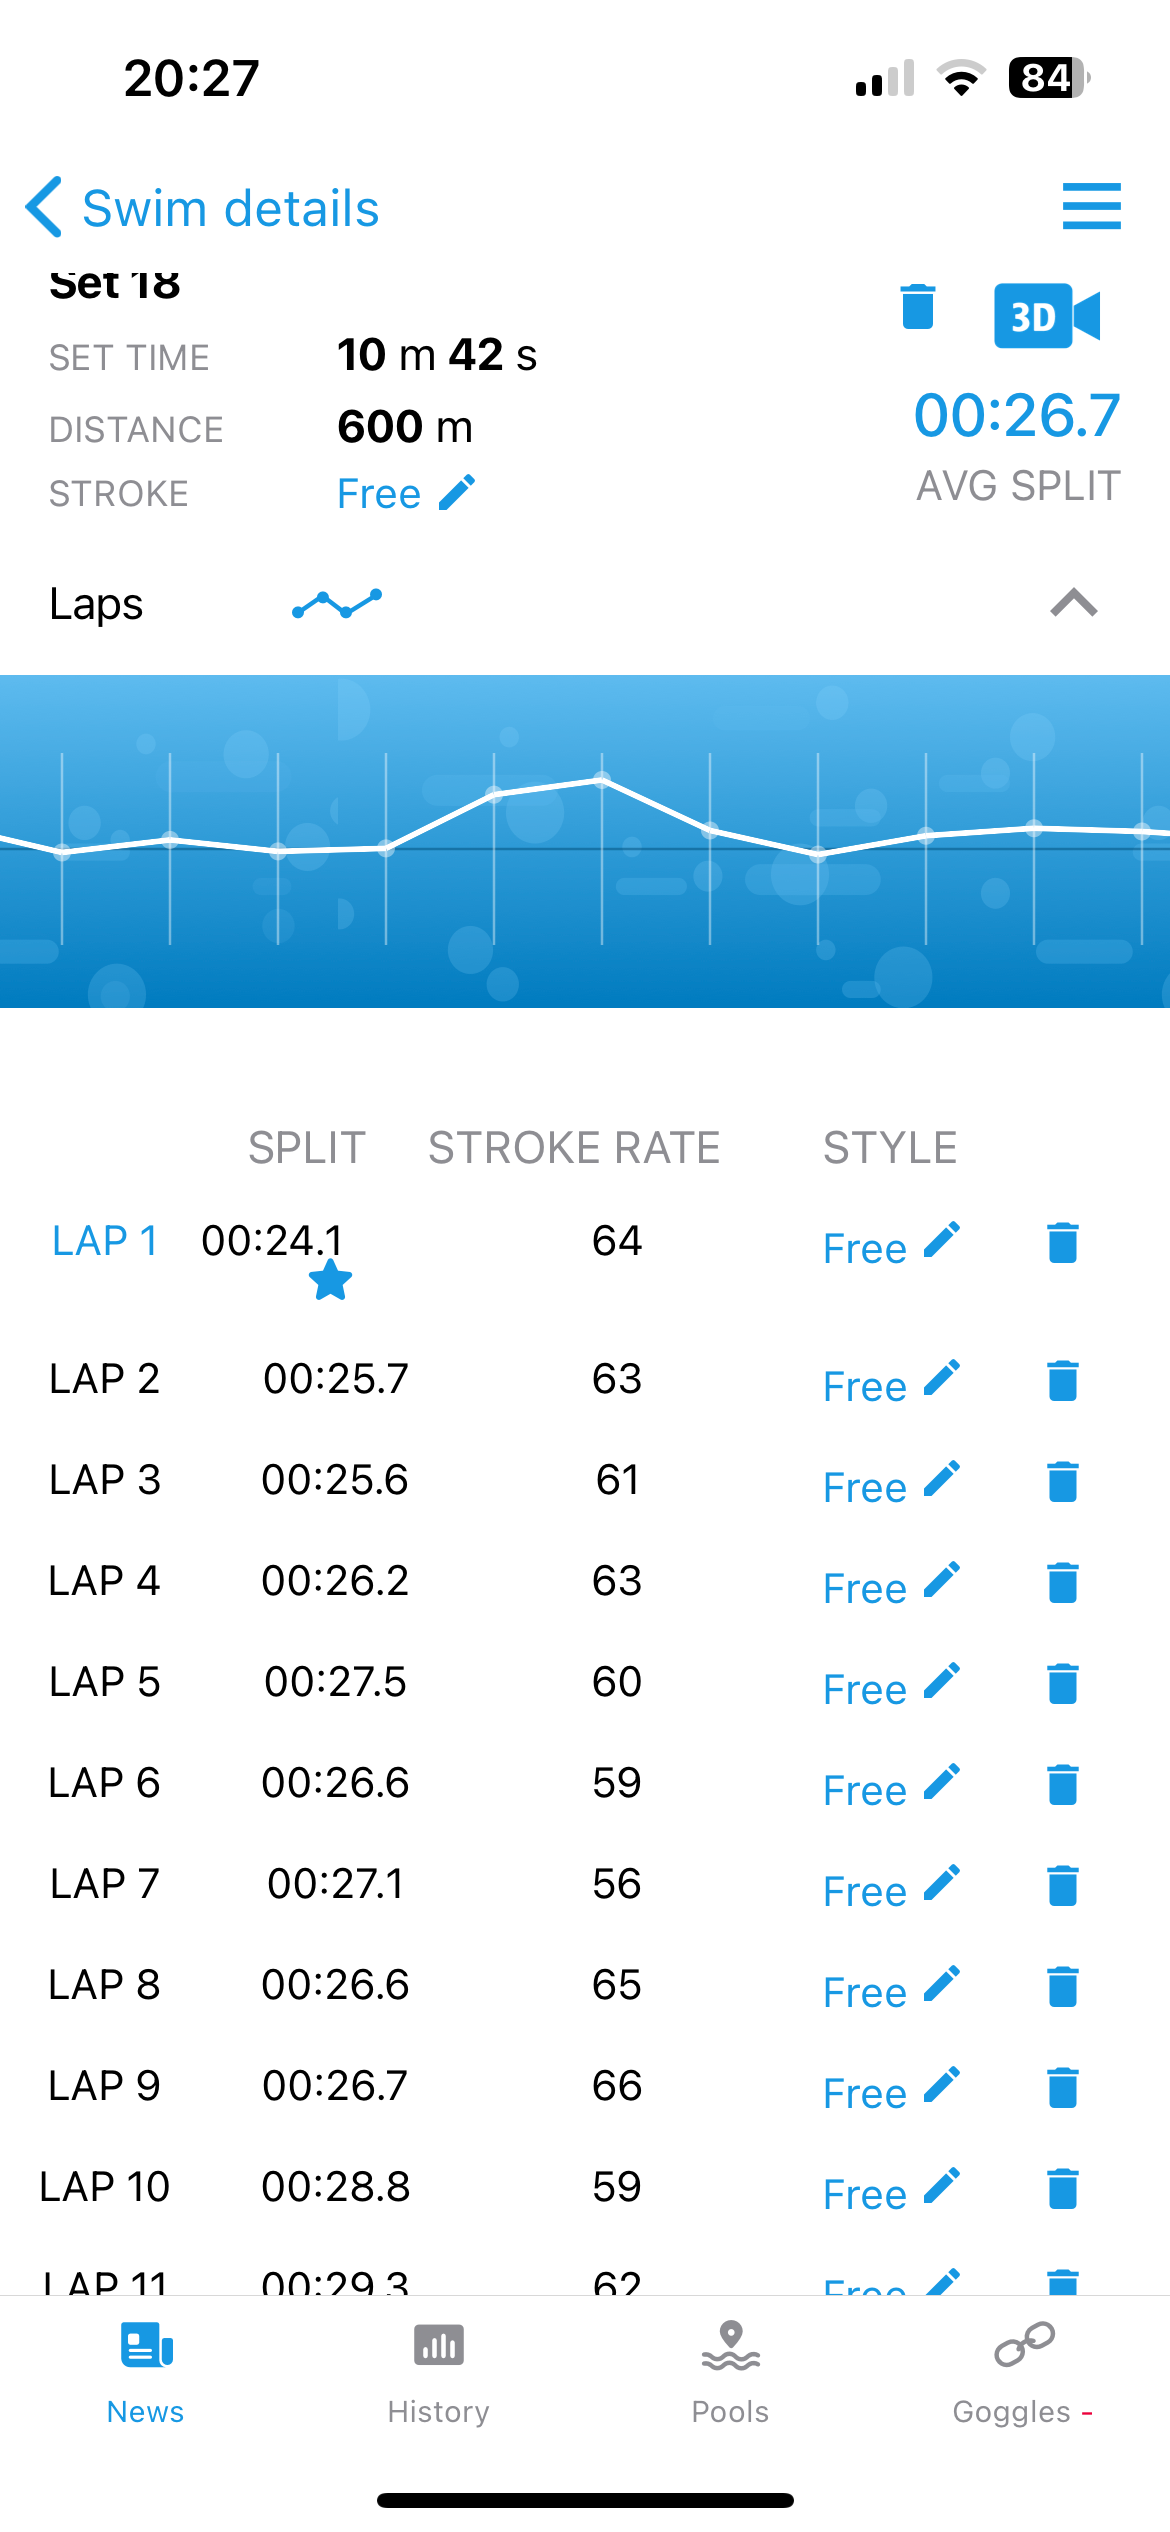 20:27
84
Swim details
Set 18
3D
SET TIME 10 m 42 s
DISTANCE 600 m
00:26.7
STROKE Free
AVG SPLIT
Laps
SPLIT STROKE RATE STYLE
LAP 1 00:24.1 64 Free
LAP 2 00:25.7 63 Free
LAP 3 00:25.6 61 Free
LAP 4 00:26.2 63 Free
LAP 5 00:27.5 60 Free
LAP 6 00:26.6 59 Free
LAP 7 00:27.1 56 Free
LAP 8 00:26.6 65 Free
LAP 9 00:26.7 66 Free
LAP 10 00:28.8 59 Free
LAP 11 00:29.3 62 Free
News History Pools Goggles -